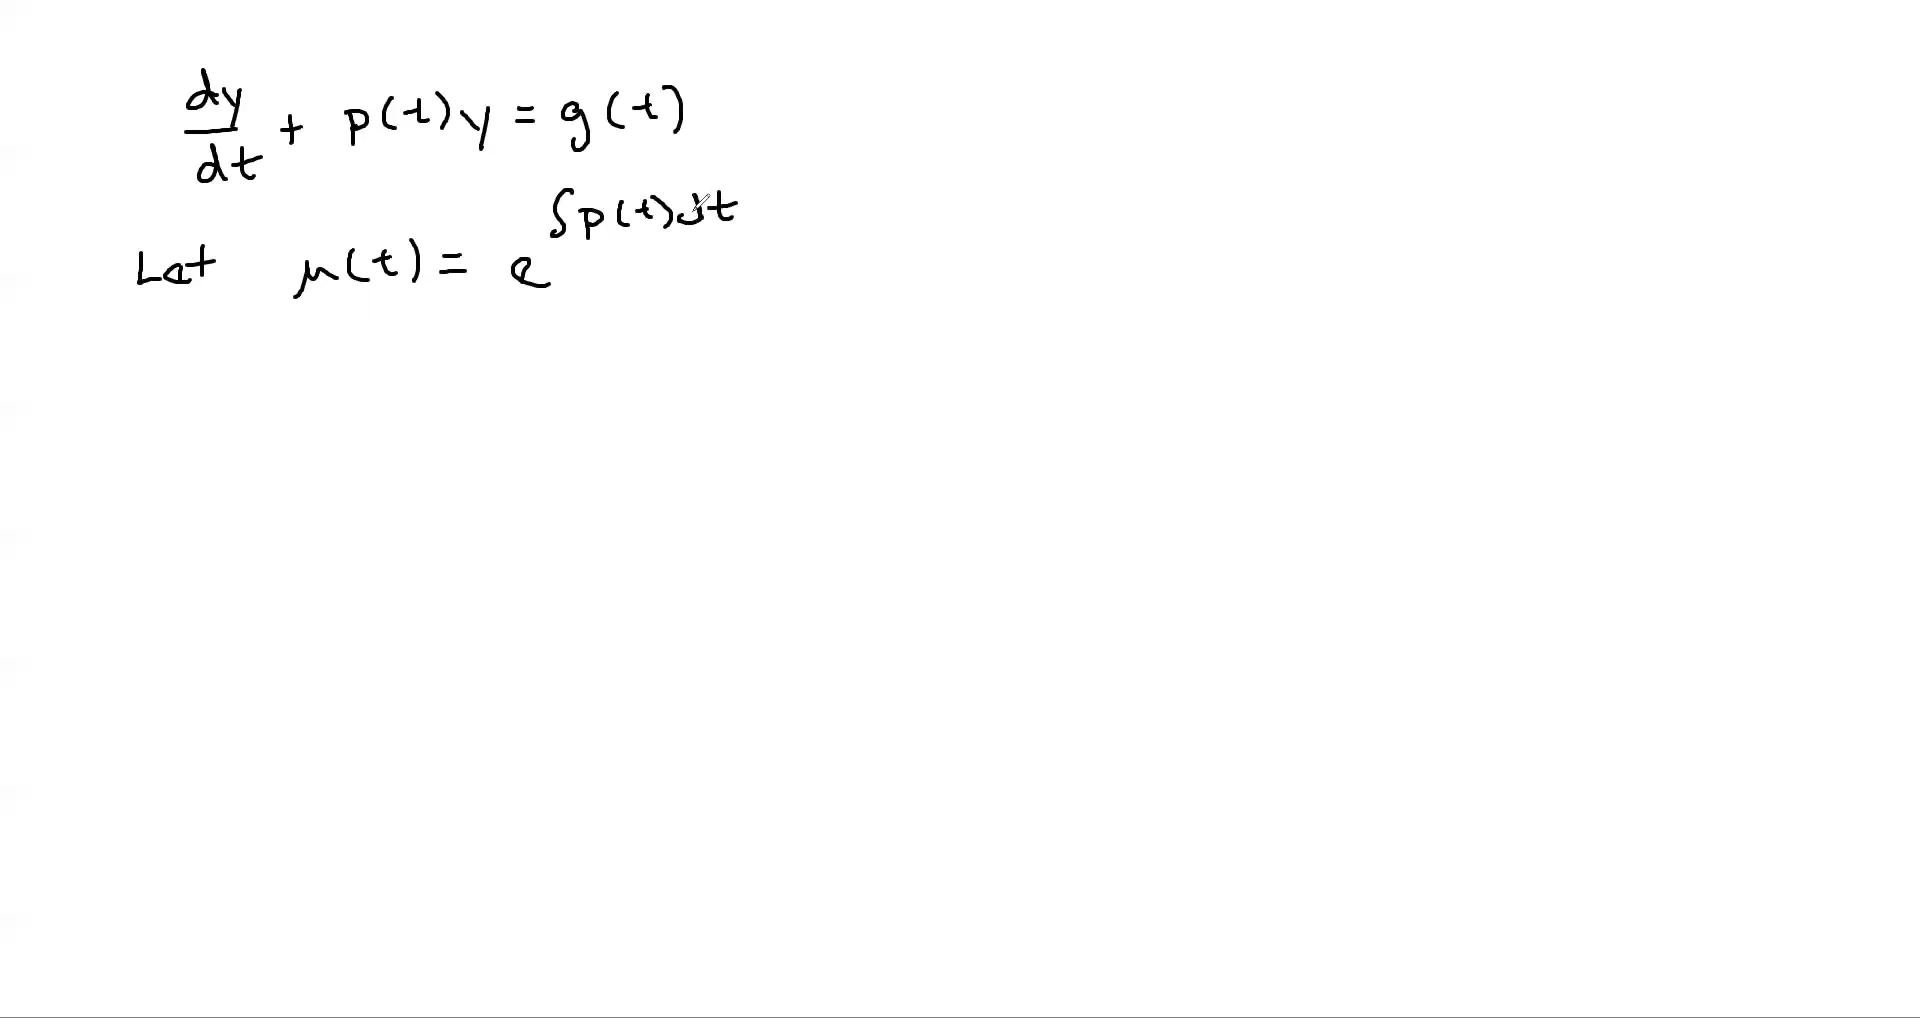 dy/dt + p(t)y = g(t)
Let μ(t) = e^∫p(t)dt